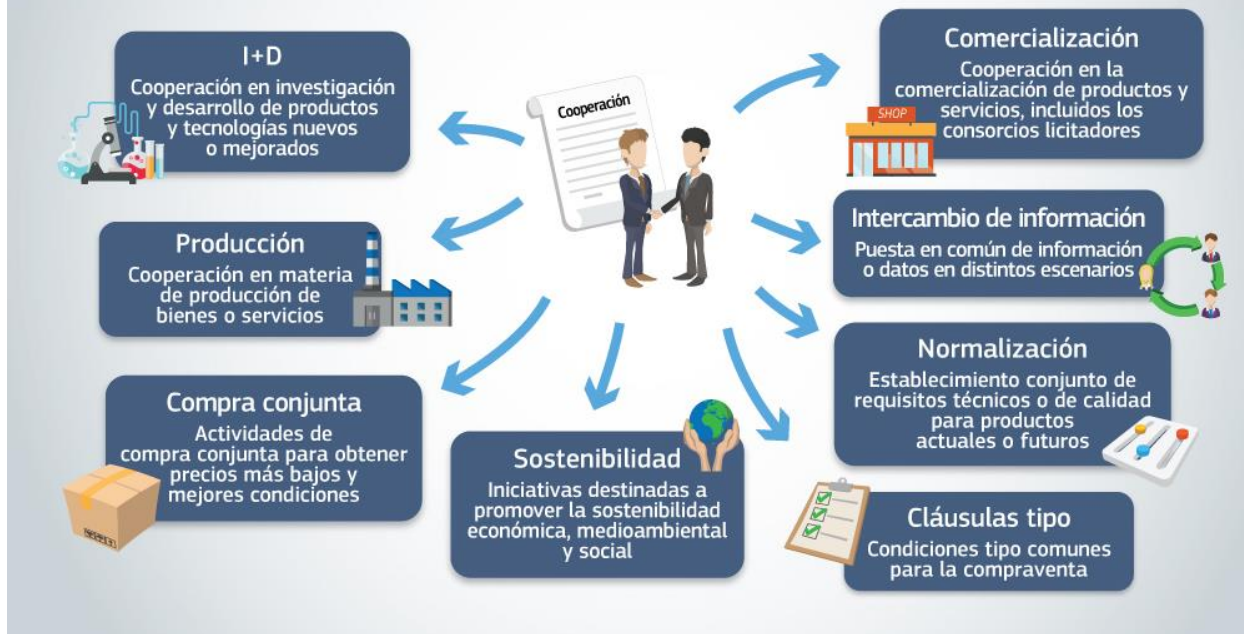 Cooperación
I+D
Cooperación en investigación
y desarrollo de productos
y tecnologías nuevos
o mejorados
Producción
Cooperación en materia
de producción de
bienes o servicios
Compra conjunta
Actividades de
compra conjunta para obtener
precios más bajos y
mejores condiciones
Sostenibilidad
Iniciativas destinadas a
promover la sostenibilidad
económica, medioambiental
y social
Comercialización
Cooperación en la
comercialización de productos y
servicios, incluidos los
consorcios licitadores
SHOP
Intercambio de información
Puesta en común de información
o datos en distintos escenarios
Normalización
Establecimiento conjunto de
requisitos técnicos o de calidad
para productos
actuales o futuros
Cláusulas tipo
Condiciones tipo comunes
para la compraventa